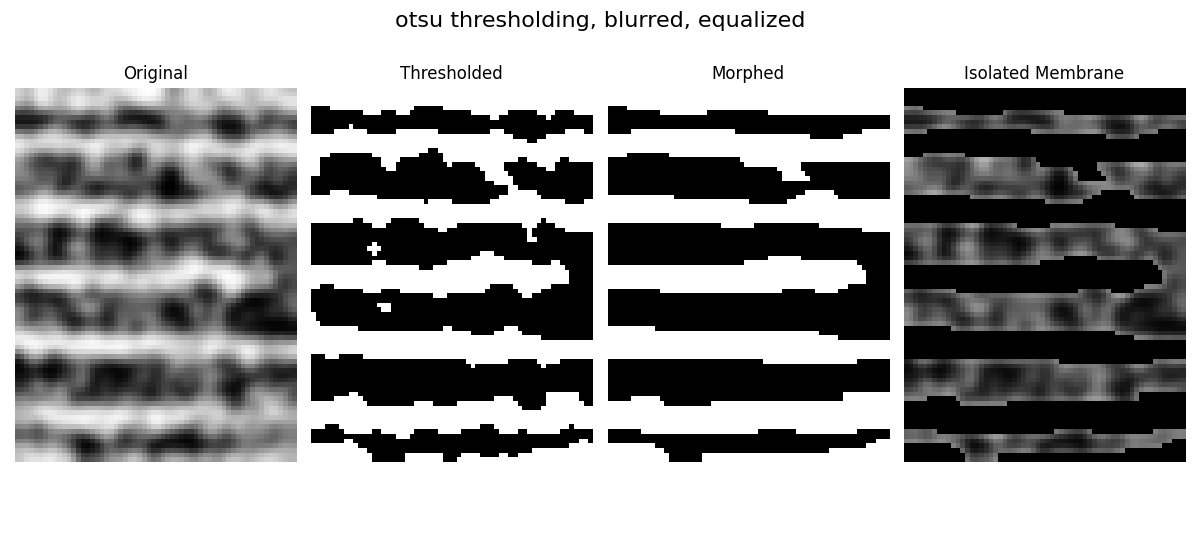 otsu thresholding, blurred, equalized
Original
Thresholded
Morphed
Isolated Membrane